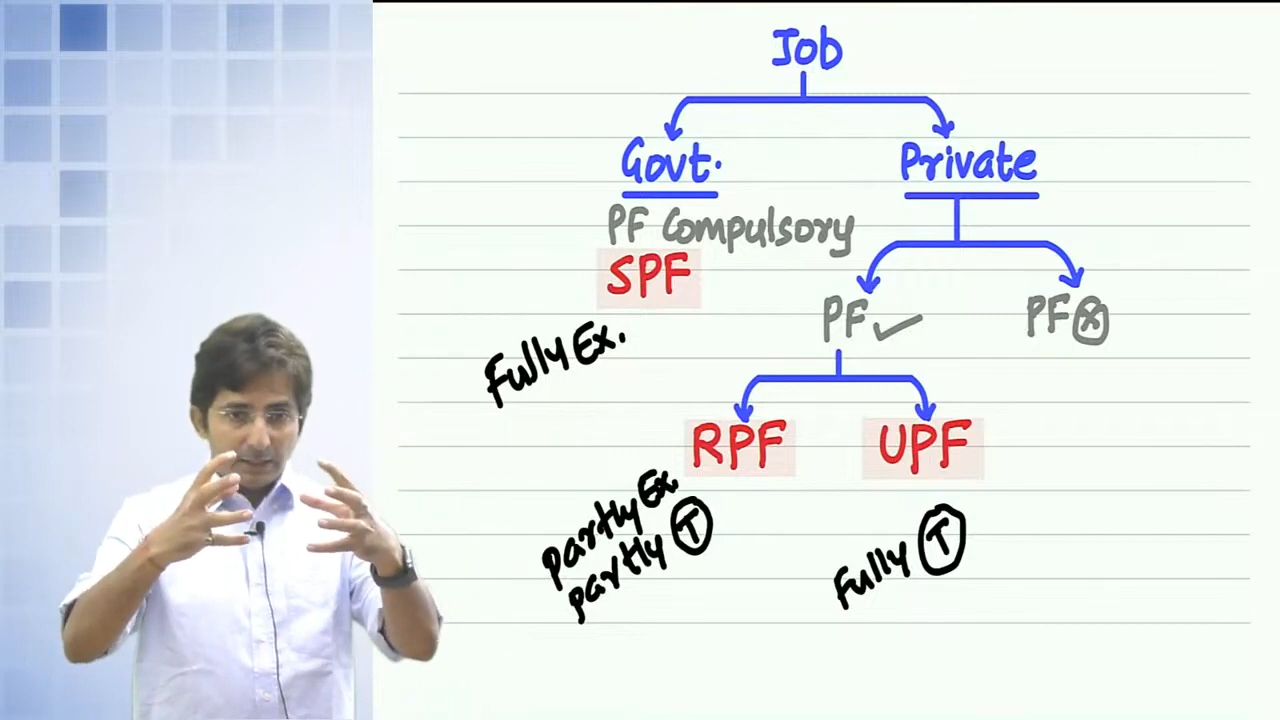 Job
Govt. Private
PF Compulsory
SPF
PF ✓ PF ⓧ
Fully Ex.
RPF UPF
partly Ex.
partly Ⓣ
Fully Ⓣ